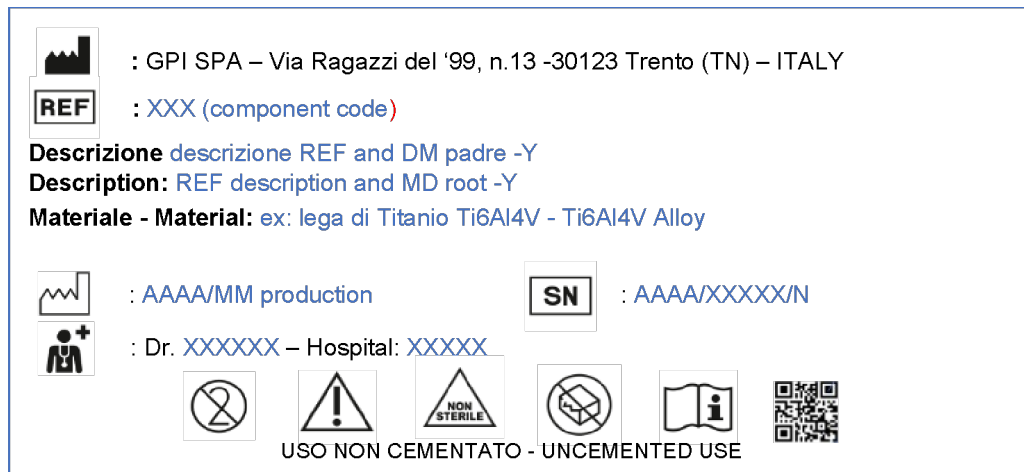 : GPI SPA – Via Ragazzi del ‘99, n.13 -30123 Trento (TN) – ITALY
REF : XXX (component code)
Descrizione descrizione REF and DM padre -Y
Description: REF description and MD root -Y
Materiale - Material: ex: lega di Titanio Ti6Al4V - Ti6Al4V Alloy
: AAAA/MM production SN : AAAA/XXXXX/N
: Dr. XXXXXX – Hospital: XXXXX
2 NON STERILE i
USO NON CEMENTATO - UNCEMENTED USE